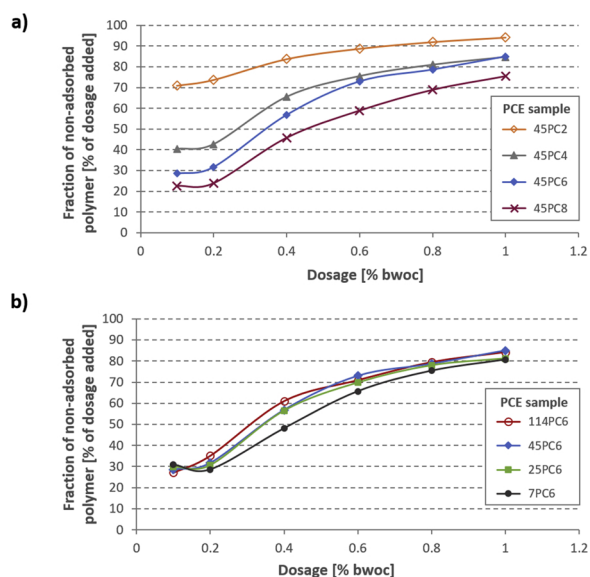 a)
Fraction of non-adsorbed
polymer [% of dosage added]
100
90
80
70
60
50
40
30
20
10
0
0 0.2 0.4 0.6 0.8 1 1.2
Dosage [% bwoc]
PCE sample
45PC2
45PC4
45PC6
45PC8
b)
Fraction of non-adsorbed
polymer [% of dosage added]
100
90
80
70
60
50
40
30
20
10
0
0 0.2 0.4 0.6 0.8 1 1.2
Dosage [% bwoc]
PCE sample
114PC6
45PC6
25PC6
7PC6